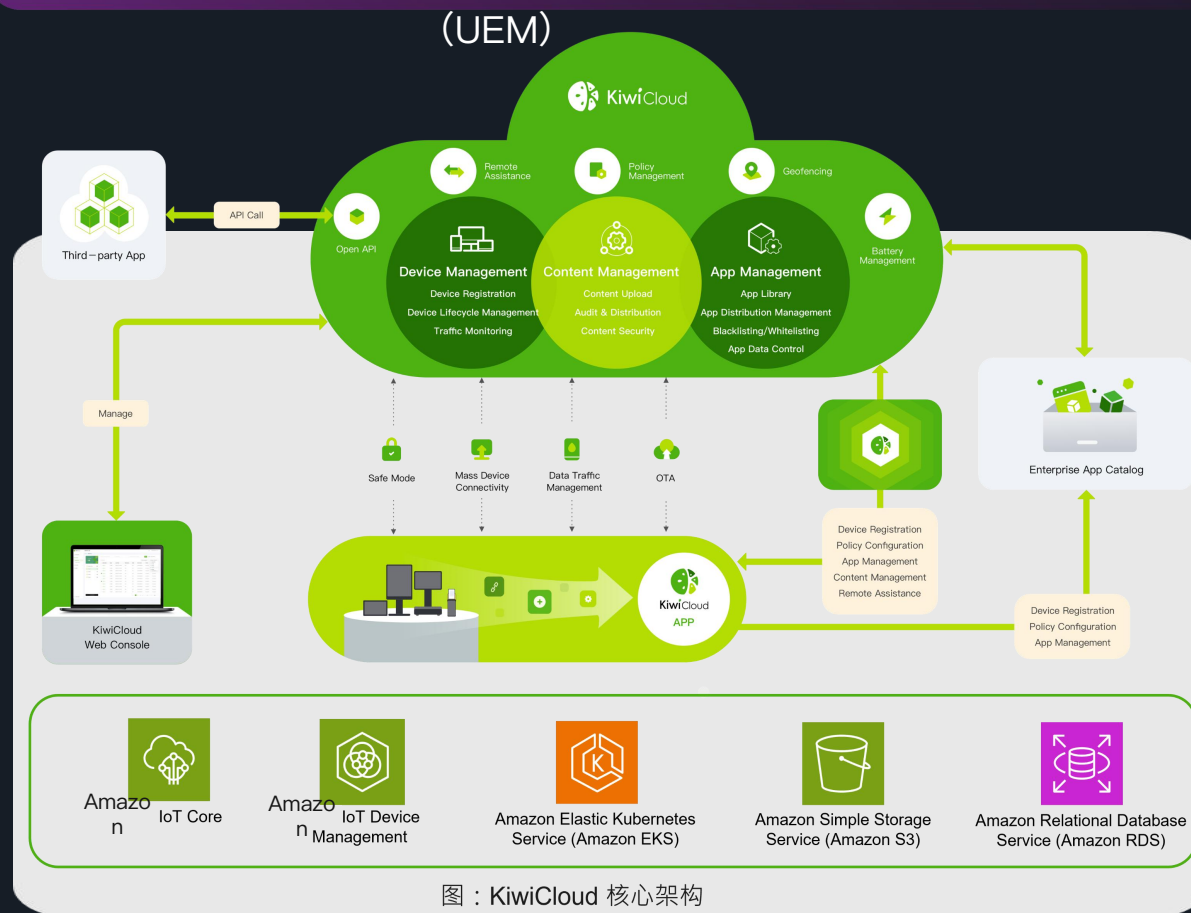 （UEM）
KiwiCloud
Remote
Assistance
Policy
Management
Geofencing
API Call
Open API
Battery
Management
Third－party App
Device Management
Device Registration
Device Lifecycle Management
Traffic Monitoring
Content Management
Content Upload
Audit & Distribution
Content Security
App Management
App Library
App Distribution Management
Blacklisting/Whitelisting
App Data Control
Manage
Safe Mode
Mass Device
Connectivity
Data Traffic
Management
OTA
Enterprise App Catalog
Device Registration
Policy Configuration
App Management
Content Management
Remote Assistance
KiwiCloud
APP
KiwiCloud
Web Console
Device Registration
Policy Configuration
App Management
Amazo
n
IoT Core
Amazo
n
IoT Device
Management
Amazon Elastic Kubernetes
Service (Amazon EKS)
Amazon Simple Storage
Service (Amazon S3)
Amazon Relational Database
Service (Amazon RDS)
图：KiwiCloud 核心架构